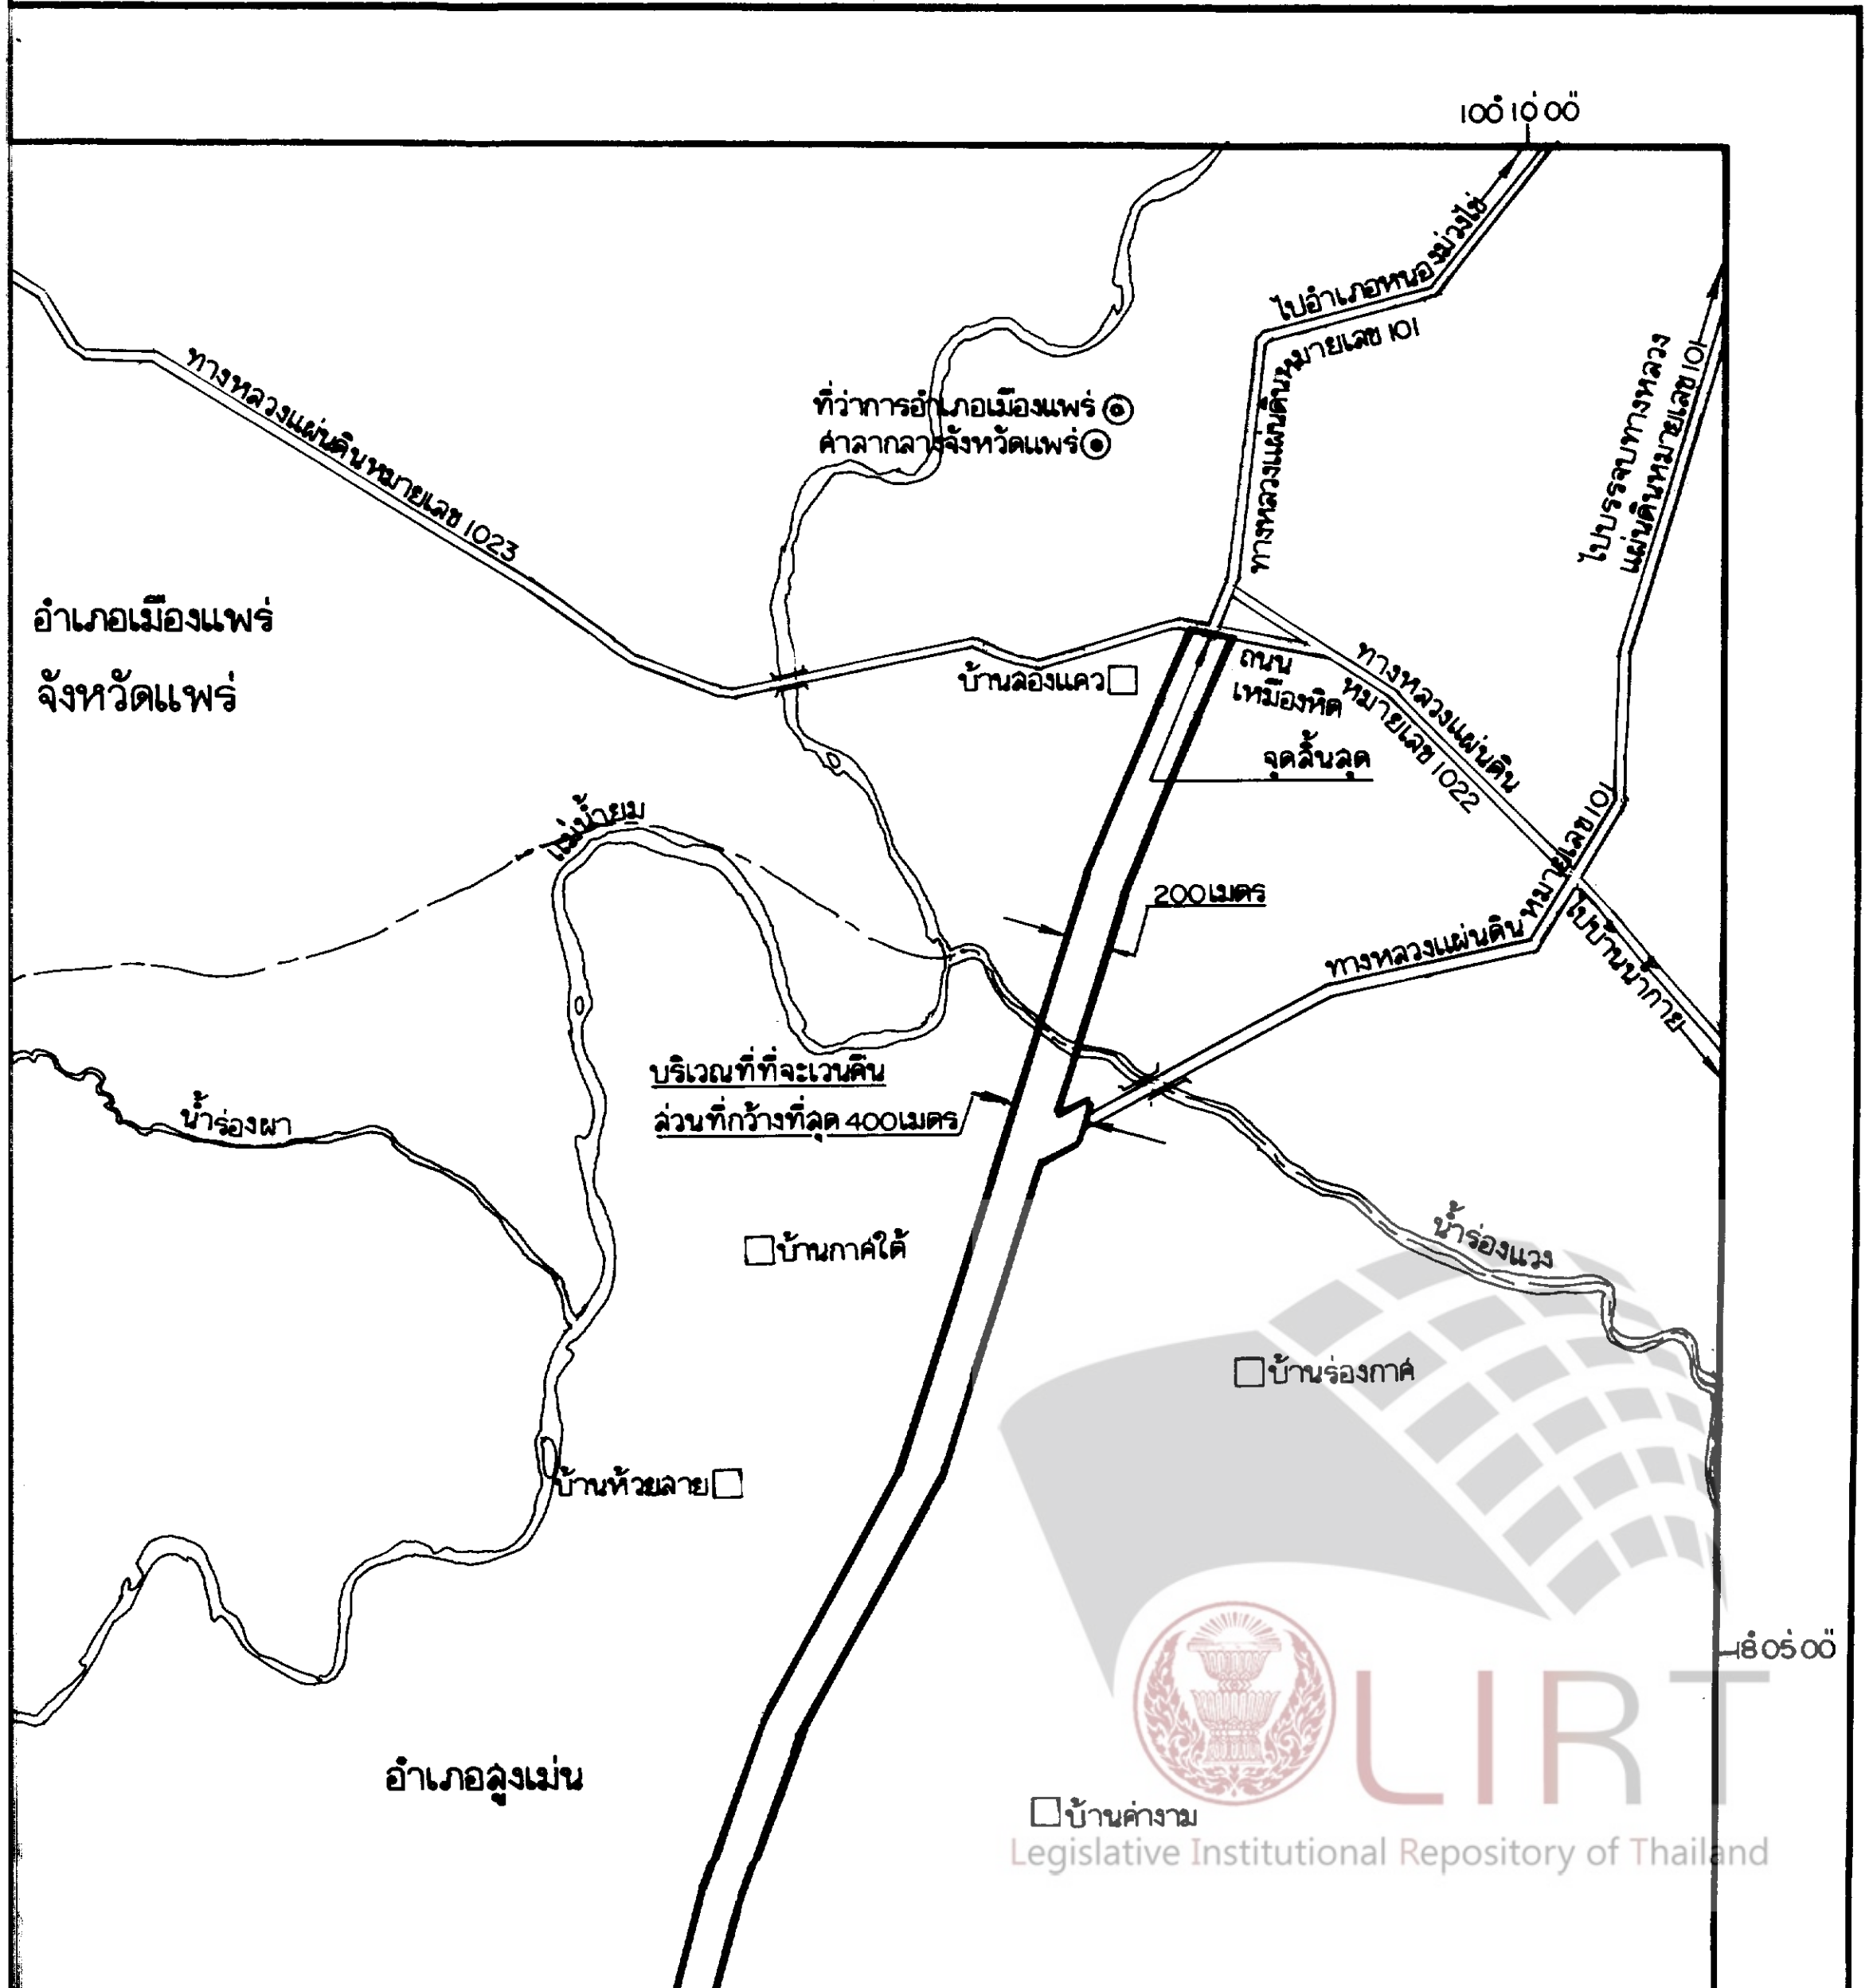 100° 10' 00"
ไปอำเภอหนองม่วงไข่
ทางหลวงแผ่นดินหมายเลข 101
ไปบรรจบทางหลวง
แผ่นดินหมายเลข 101
ทางหลวงแผ่นดินหมายเลข 1023
ที่ว่าการอำเภอเมืองแพร่
ศาลากลางจังหวัดแพร่
อำเภอเมืองแพร่
จังหวัดแพร่
บ้านสองแคว
ถนน
เหมืองหิต
ทางหลวงแผ่นดิน
หมายเลข 1022
จุดสิ้นสุด
แม่น้ำยม
200 เมตร
ทางหลวงแผ่นดิน หมายเลข 101
ไปบ้านนากาย
บริเวณที่ที่จะเวนคืน
ส่วนที่กว้างที่สุด 400 เมตร
น้ำร่องผา
น้ำร่องแวง
บ้านกาศใต้
บ้านร่องกาศ
บ้านห้วยลาย
18° 05' 00"
อำเภอสูงเม่น
บ้านค่างาม
LIRT
Legislative Institutional Repository of Thailand